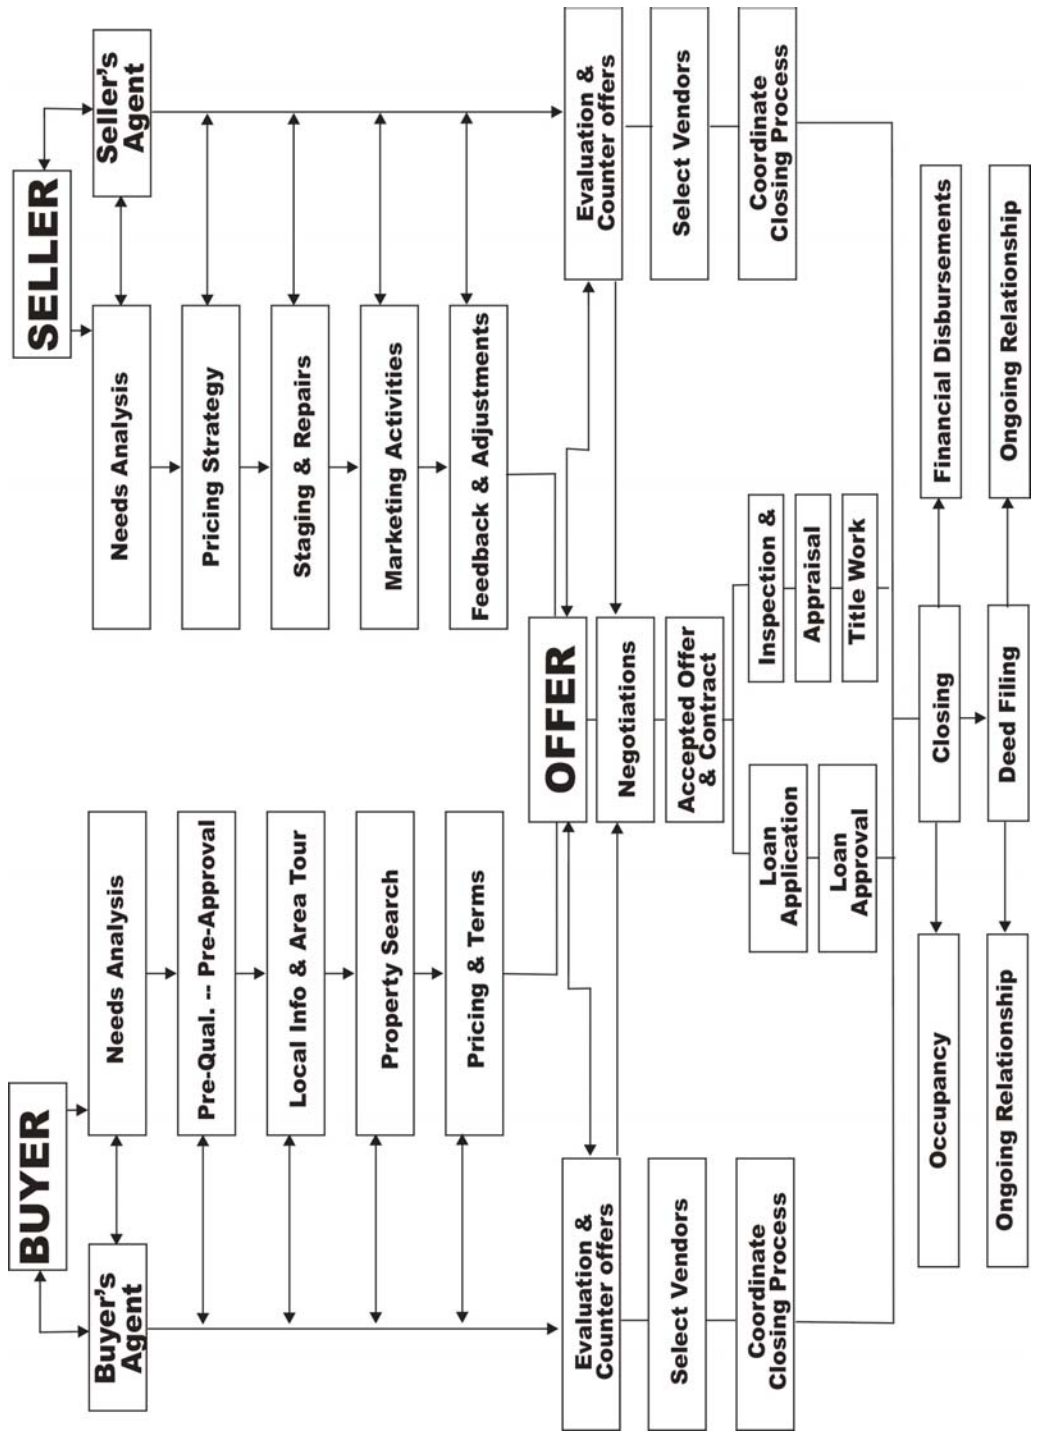 BUYER
SELLER
Buyer's
Agent
Needs Analysis
Needs Analysis
Seller's
Agent
Pre-Qual. -- Pre-Approval
Pricing Strategy
Local Info & Area Tour
Staging & Repairs
Property Search
Marketing Activities
Pricing & Terms
Feedback & Adjustments
OFFER
Evaluation &
Counter offers
Negotiations
Evaluation &
Counter offers
Select Vendors
Accepted Offer
& Contract
Select Vendors
Coordinate
Closing Process
Loan
Application
Inspection &
Appraisal
Coordinate
Closing Process
Loan
Approval
Title Work
Occupancy
Closing
Financial Disbursements
Ongoing Relationship
Deed Filing
Ongoing Relationship